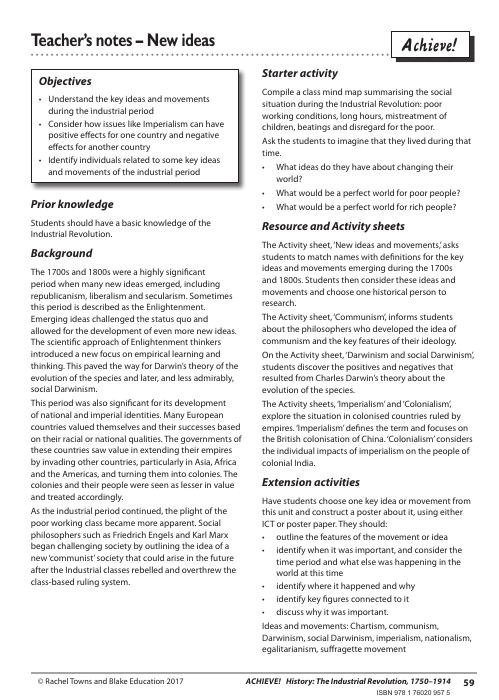 Teacher's notes – New ideas
Achieve!
Objectives
• Understand the key ideas and movements
during the industrial period
• Consider how issues like Imperialism can have
positive effects for one country and negative
effects for another country
• Identify individuals related to some key ideas
and movements of the industrial period
Prior knowledge
Students should have a basic knowledge of the
Industrial Revolution.
Background
The 1700s and 1800s were a highly significant
period when many new ideas emerged, including
republicanism, liberalism and secularism. Sometimes
this period is described as the Enlightenment.
Emerging ideas challenged the status quo and
allowed for the development of even more new ideas.
The scientific approach of Enlightenment thinkers
introduced a new focus on empirical learning and
thinking. This paved the way for Darwin's theory of the
evolution of the species and later, and less admirably,
social Darwinism.
This period was also significant for its development
of national and imperial identities. Many European
countries valued themselves and their successes based
on their racial or national qualities. The governments of
these countries saw value in extending their empires
by invading other countries, particularly in Asia, Africa
and the Americas, and turning them into colonies. The
colonies and their people were seen as lesser in value
and treated accordingly.
As the industrial period continued, the plight of the
poor working class became more apparent. Social
philosophers such as Friedrich Engels and Karl Marx
began challenging society by outlining the idea of a
new 'communist' society that could arise in the future
after the Industrial classes rebelled and overthrew the
class-based ruling system.
Starter activity
Compile a class mind map summarising the social
situation during the Industrial Revolution: poor
working conditions, long hours, mistreatment of
children, beatings and disregard for the poor.
Ask the students to imagine that they lived during that
time.
• What ideas do they have about changing their
world?
• What would be a perfect world for poor people?
• What would be a perfect world for rich people?
Resource and Activity sheets
The Activity sheet, 'New ideas and movements,' asks
students to match names with definitions for the key
ideas and movements emerging during the 1700s
and 1800s. Students then consider these ideas and
movements and choose one historical person to
research.
The Activity sheet, 'Communism', informs students
about the philosophers who developed the idea of
communism and the key features of their ideology.
On the Activity sheet, 'Darwinism and social Darwinism',
students discover the positives and negatives that
resulted from Charles Darwin's theory about the
evolution of the species.
The Activity sheets, 'Imperialism' and 'Colonialism',
explore the situation in colonised countries ruled by
empires. 'Imperialism' defines the term and focuses on
the British colonisation of China. 'Colonialism' considers
the individual impacts of imperialism on the people of
colonial India.
Extension activities
Have students choose one key idea or movement from
this unit and construct a poster about it, using either
ICT or poster paper. They should:
• outline the features of the movement or idea
• identify when it was important, and consider the
time period and what else was happening in the
world at this time
• identify where it happened and why
• identify key figures connected to it
• discuss why it was important.
Ideas and movements: Chartism, communism,
Darwinism, social Darwinism, imperialism, nationalism,
egalitarianism, suffragette movement
© Rachel Towns and Blake Education 2017
ACHIEVE! History: The Industrial Revolution, 1750–1914 59
ISBN 978 1 76020 957 5